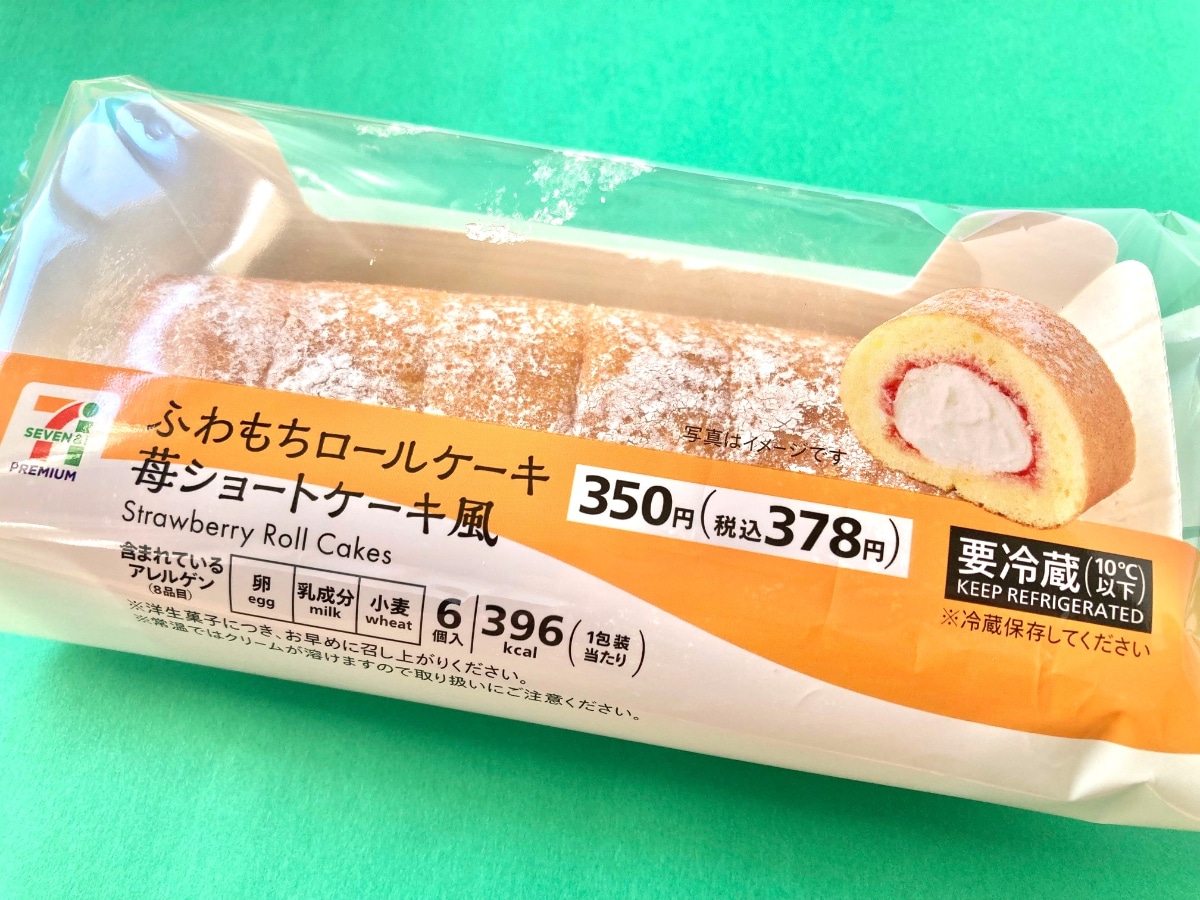 SEVEN&i
PREMIUM
ふわもちロールケーキ
苺ショートケーキ風
Strawberry Roll Cakes
写真はイメージです
350円(税込378円)
要冷蔵(10℃以下)
KEEP REFRIGERATED
※冷蔵保存してください
含まれている
アレルゲン
(8品目)
卵
egg
乳成分
milk
小麦
wheat
6
個入
396
kcal
(1包装
当たり)
※洋生菓子につき、お早めに召し上がりください。
※常温ではクリームが溶けますので取り扱いにご注意ください。